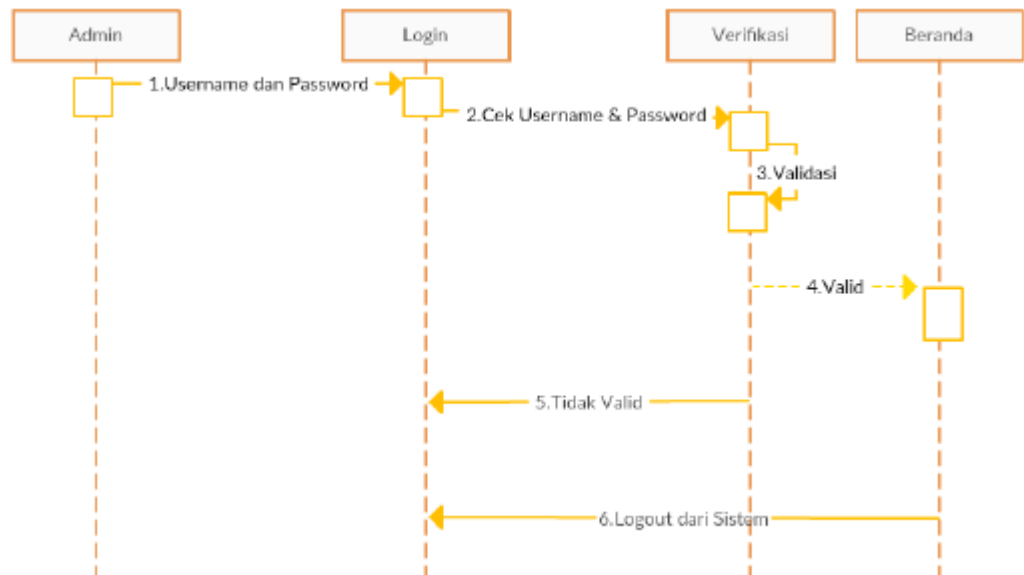 Admin
Login
Verifikasi
Beranda
1.Username dan Password
2.Cek Username & Password
3.Validasi
4.Valid
5.Tidak Valid
6.Logout dari Sistem